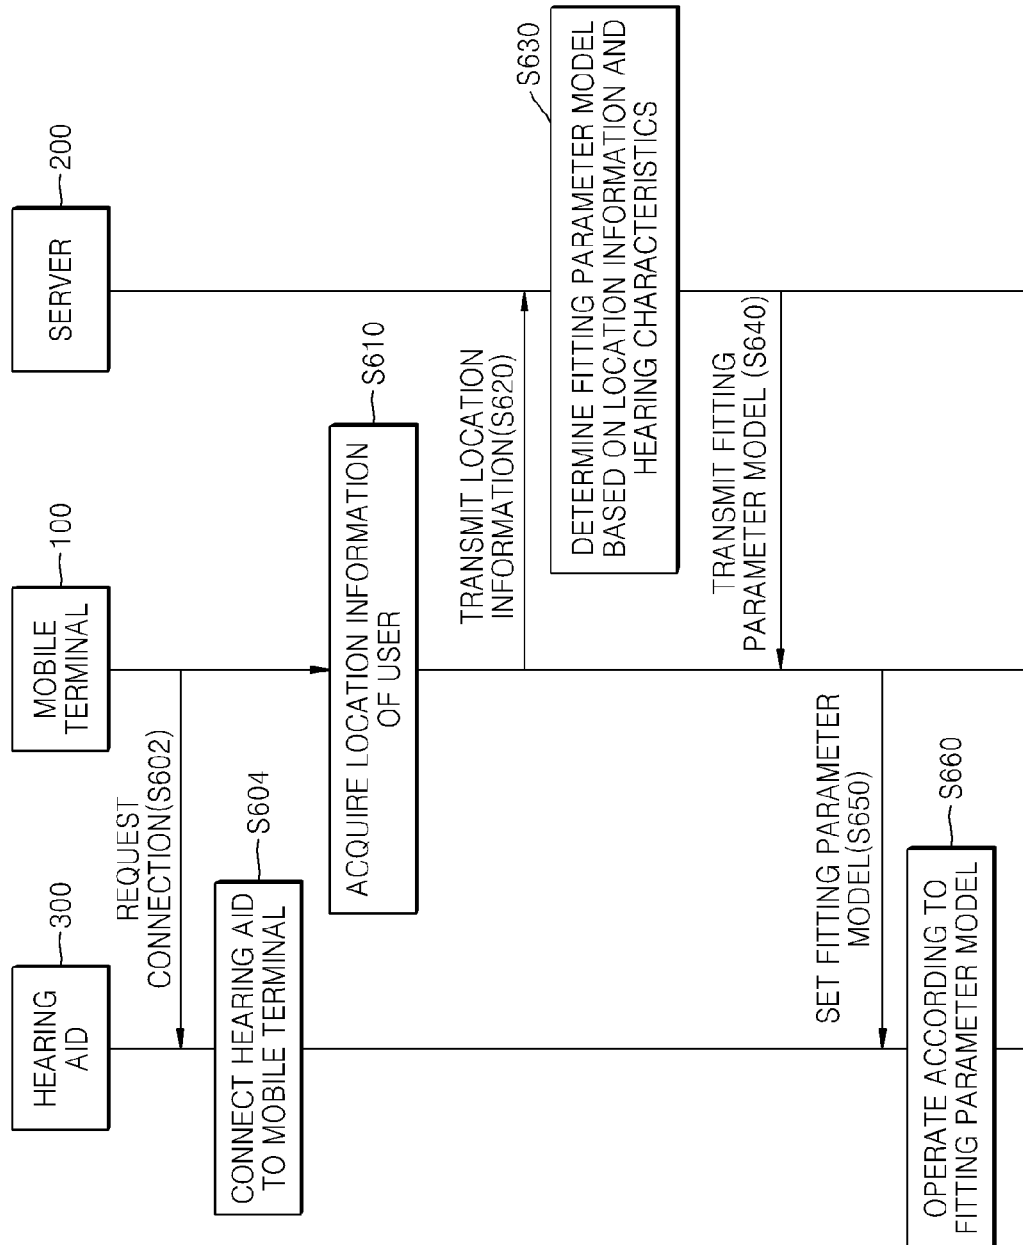 HEARING
AID
300
MOBILE
TERMINAL
100
SERVER
200
REQUEST
CONNECTION(S602)
CONNECT HEARING AID
TO MOBILE TERMINAL
S604
ACQUIRE LOCATION INFORMATION
OF USER
S610
TRANSMIT LOCATION
INFORMATION(S620)
DETERMINE FITTING PARAMETER MODEL
BASED ON LOCATION INFORMATION AND
HEARING CHARACTERISTICS
S630
TRANSMIT FITTING
PARAMETER MODEL (S640)
SET FITTING PARAMETER
MODEL(S650)
OPERATE ACCORDING TO
FITTING PARAMETER MODEL
S660